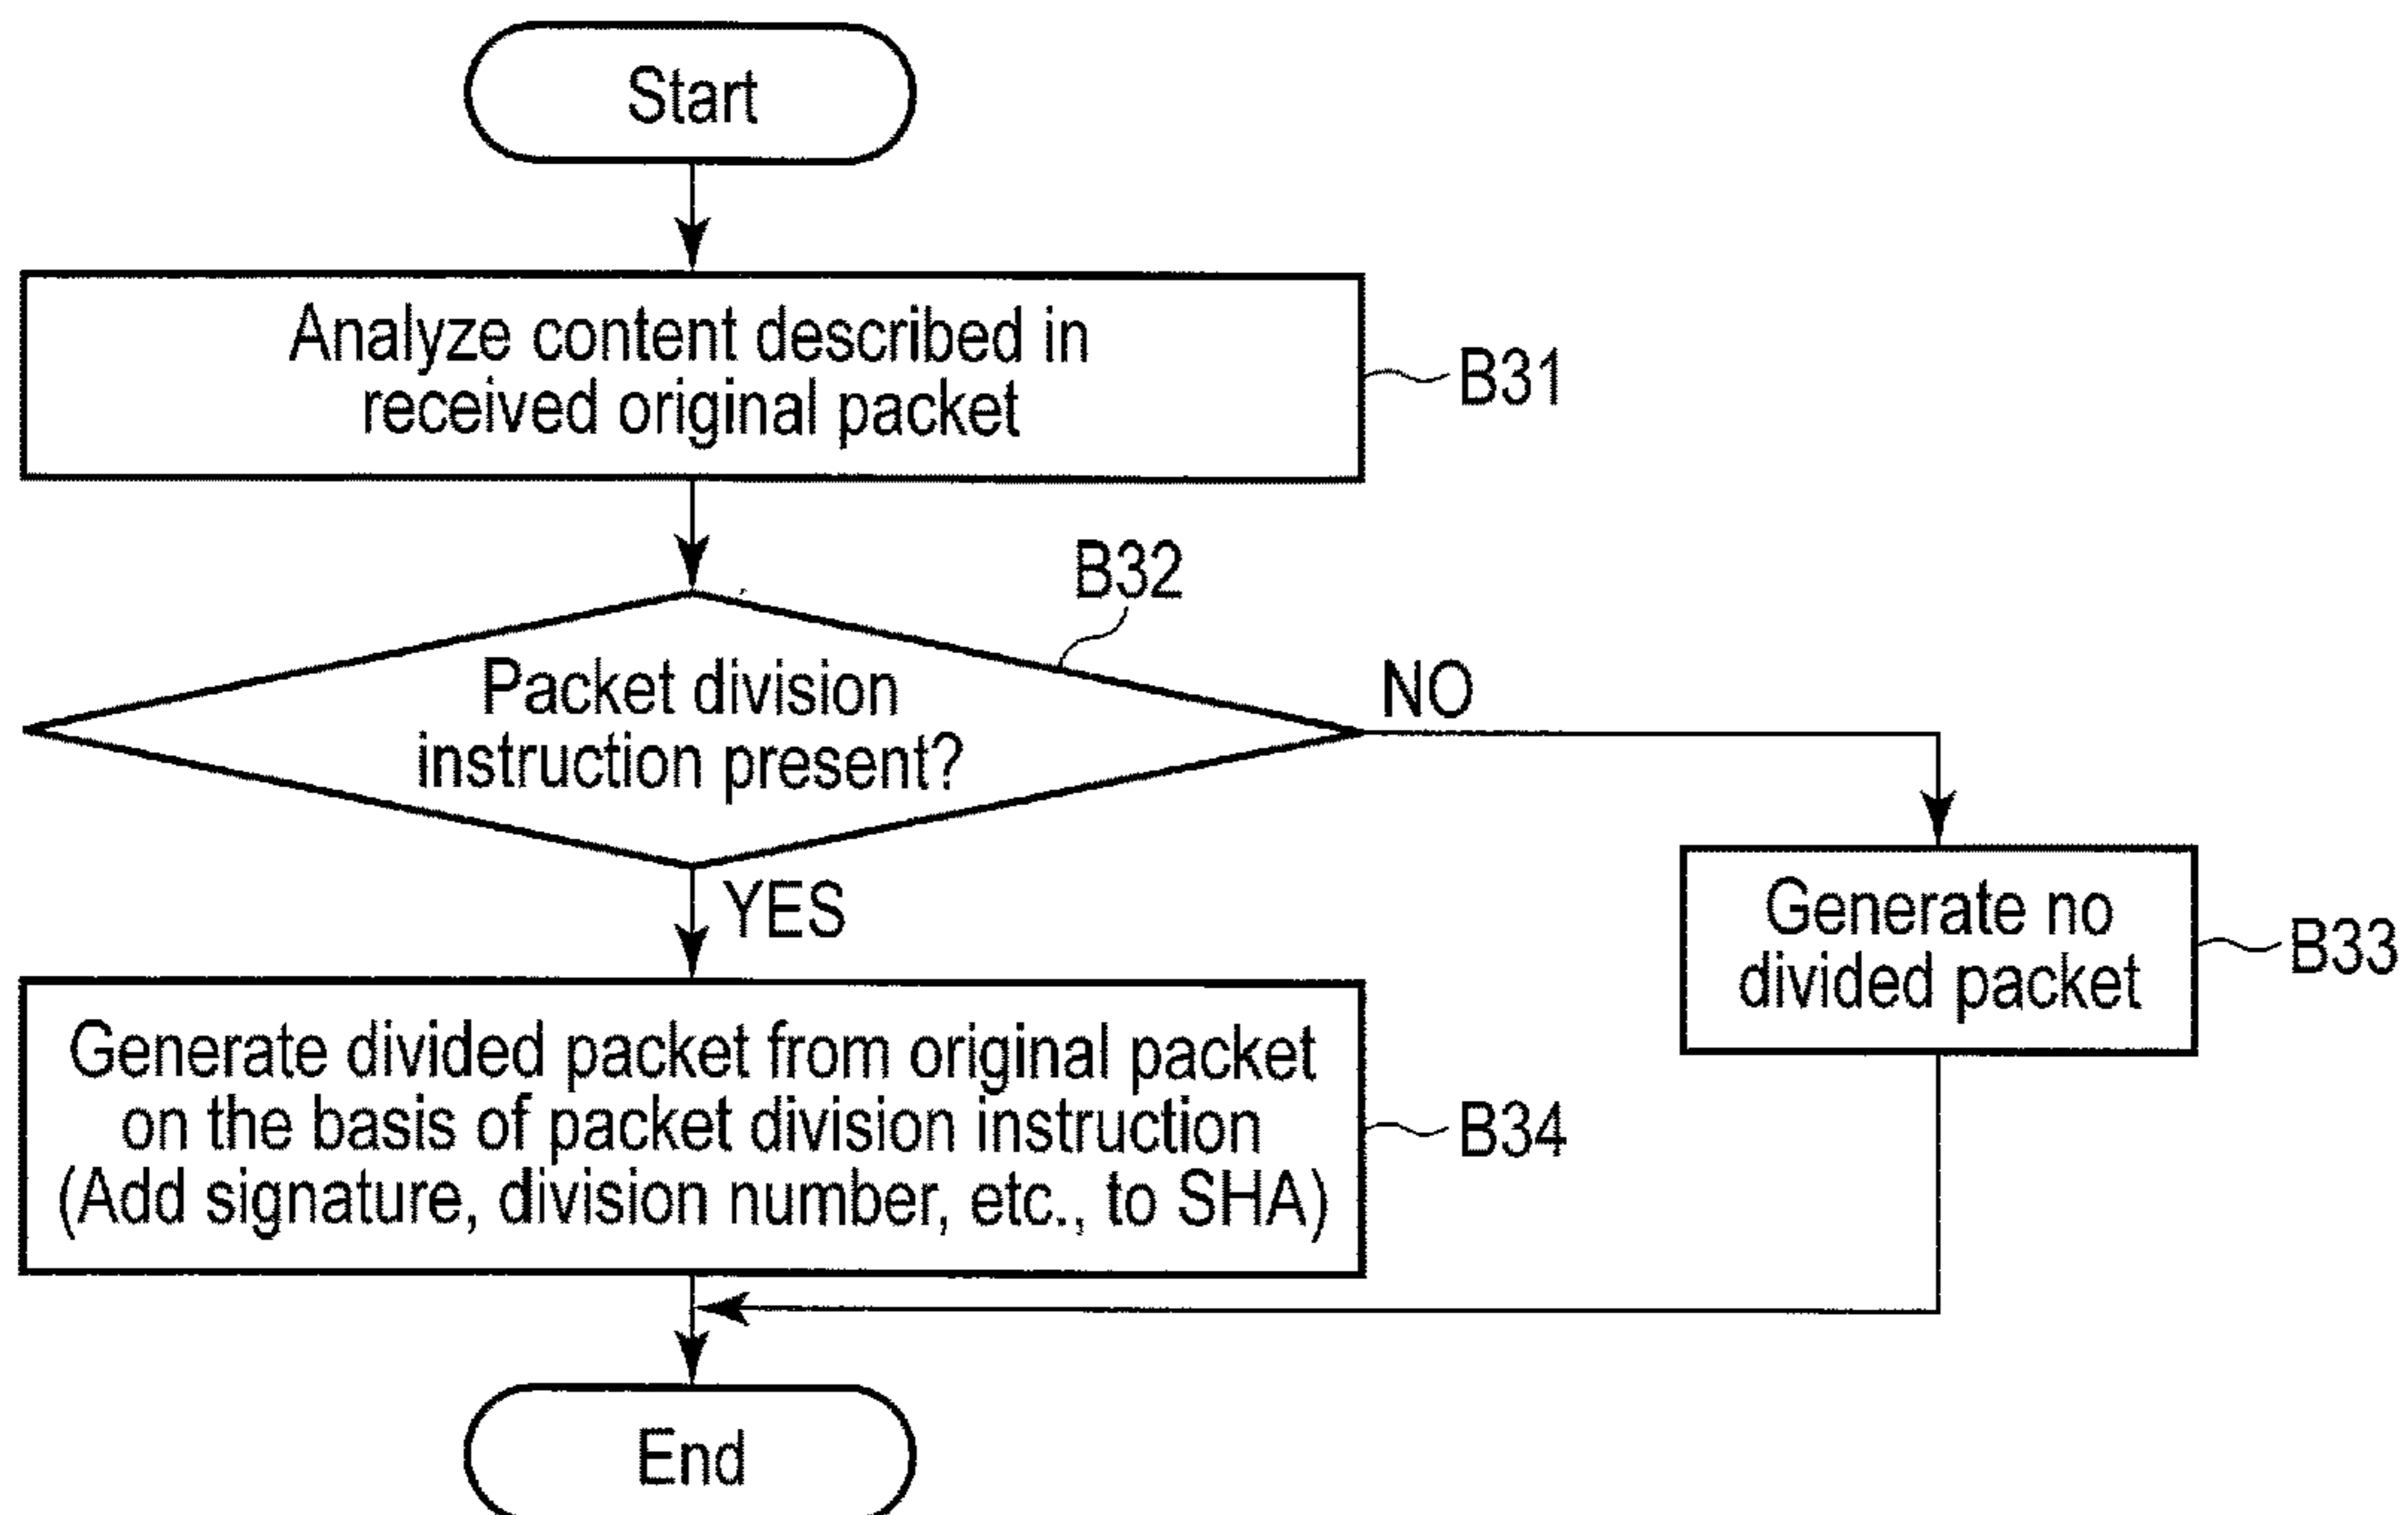 Start
Analyze content described in
received original packet
B31
B32
Packet division
instruction present?
NO
YES
Generate no
divided packet
B33
Generate divided packet from original packet
on the basis of packet division instruction
(Add signature, division number, etc., to SHA)
B34
End